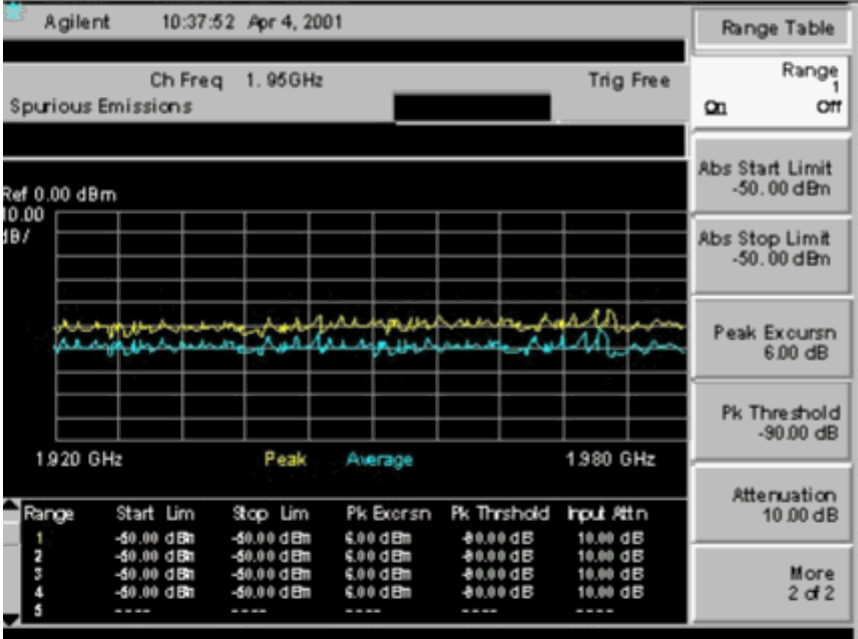 Agilent 10:37:52 Apr 4, 2001
Ch Freq 1.95GHz Trig Free
Spurious Emissions
Ref 0.00 dBm
10.00
dB/
1.920 GHz Peak Average 1.980 GHz
Range Start Lim Stop Lim Pk Excrsn Pk Thrshold Input Attn
1 -50.00 dBm -50.00 dBm 6.00 dBm -90.00 dB 10.00 dB
2 -50.00 dBm -50.00 dBm 6.00 dBm -90.00 dB 10.00 dB
3 -50.00 dBm -50.00 dBm 6.00 dBm -90.00 dB 10.00 dB
4 -50.00 dBm -50.00 dBm 6.00 dBm -90.00 dB 10.00 dB
5 ---- ---- ---- ---- ----
Range Table
Range
1
On Off
Abs Start Limit
-50.00 dBm
Abs Stop Limit
-50.00 dBm
Peak Excursn
6.00 dB
Pk Threshold
-90.00 dB
Attenuation
10.00 dB
More
2 of 2